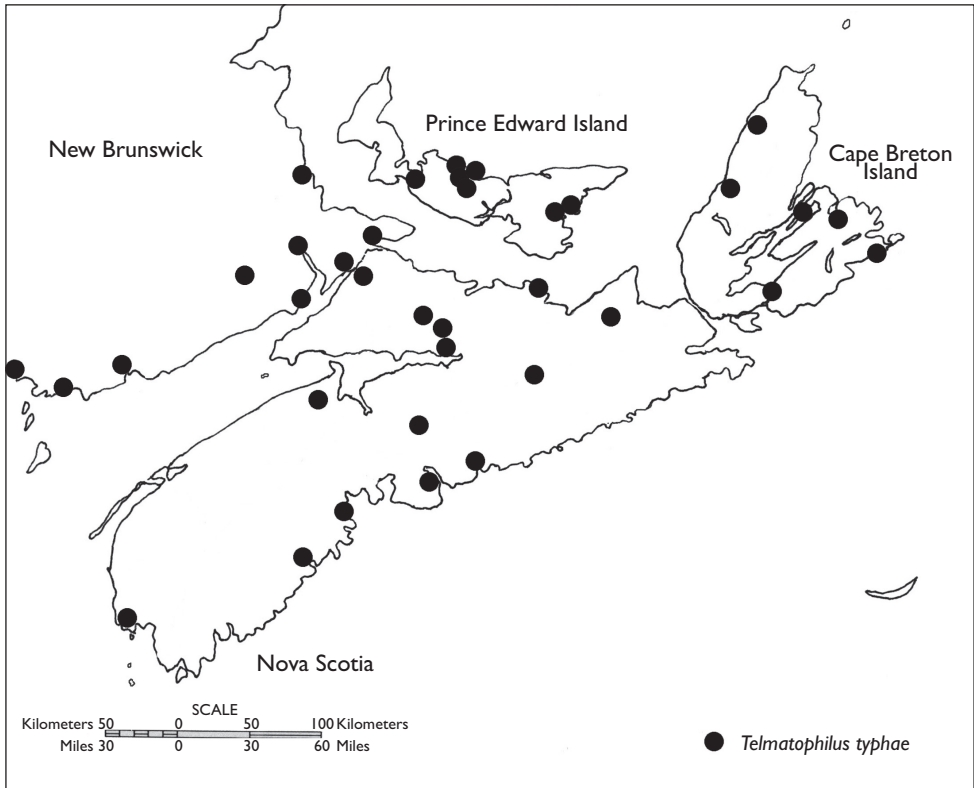 Prince Edward Island
New Brunswick
Cape Breton
Island
Nova Scotia
SCALE
Kilometers 50 0 50 100 Kilometers
Miles 30 0 30 60 Miles
Telmatophilus typhae